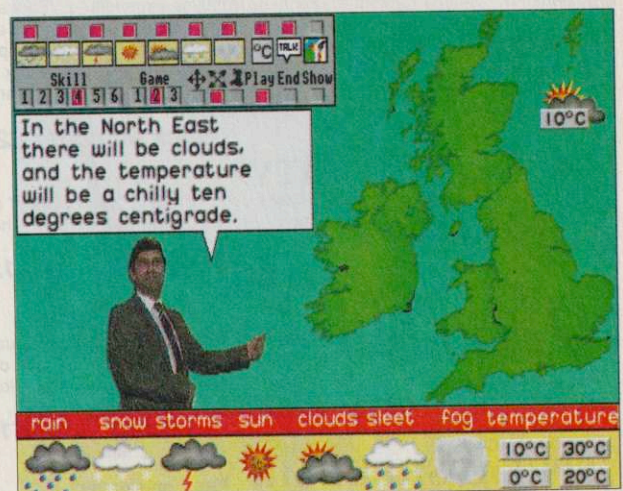 °C TALK
Skill Game Play End Show
1 2 3 4 5 6 1 2 3
In the North East
there will be clouds,
and the temperature
will be a chilly ten
degrees centigrade.
10°C
rain snow storms sun clouds sleet fog temperature
10°C 30°C
0°C 20°C